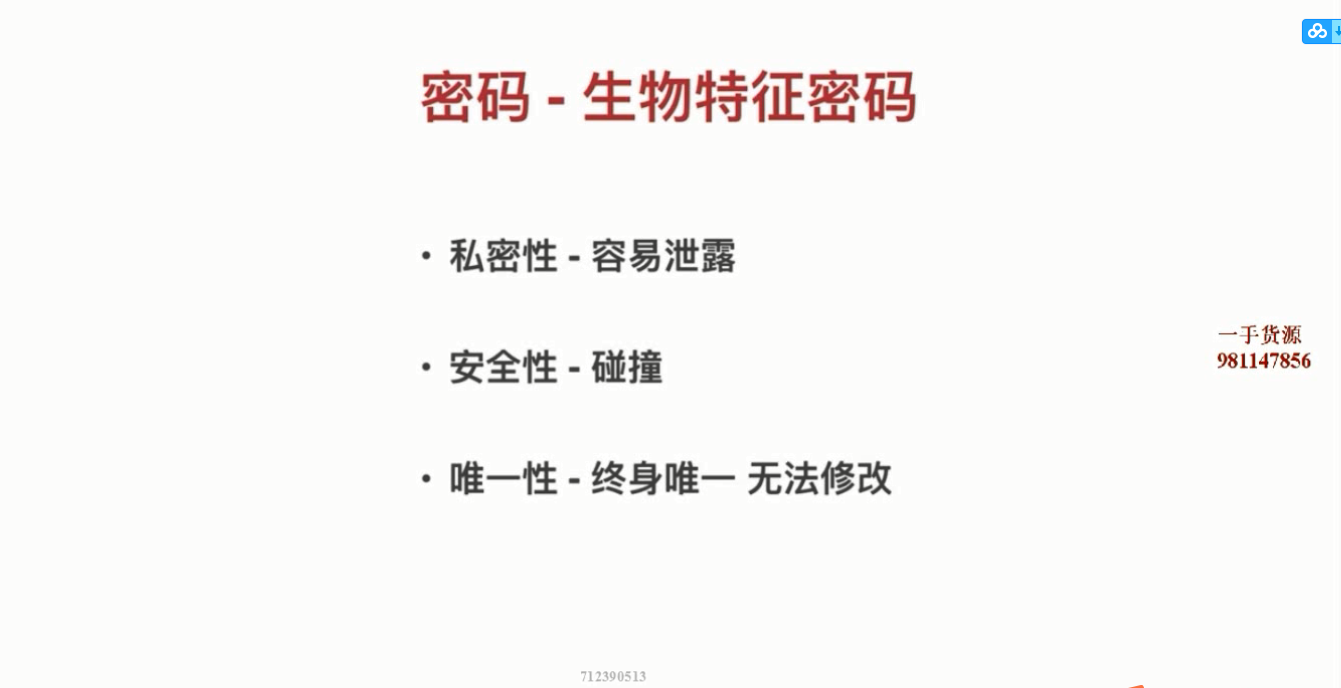 密码 - 生物特征密码
• 私密性 - 容易泄露
• 安全性 - 碰撞
• 唯一性 - 终身唯一 无法修改
一手货源
981147856
712390513